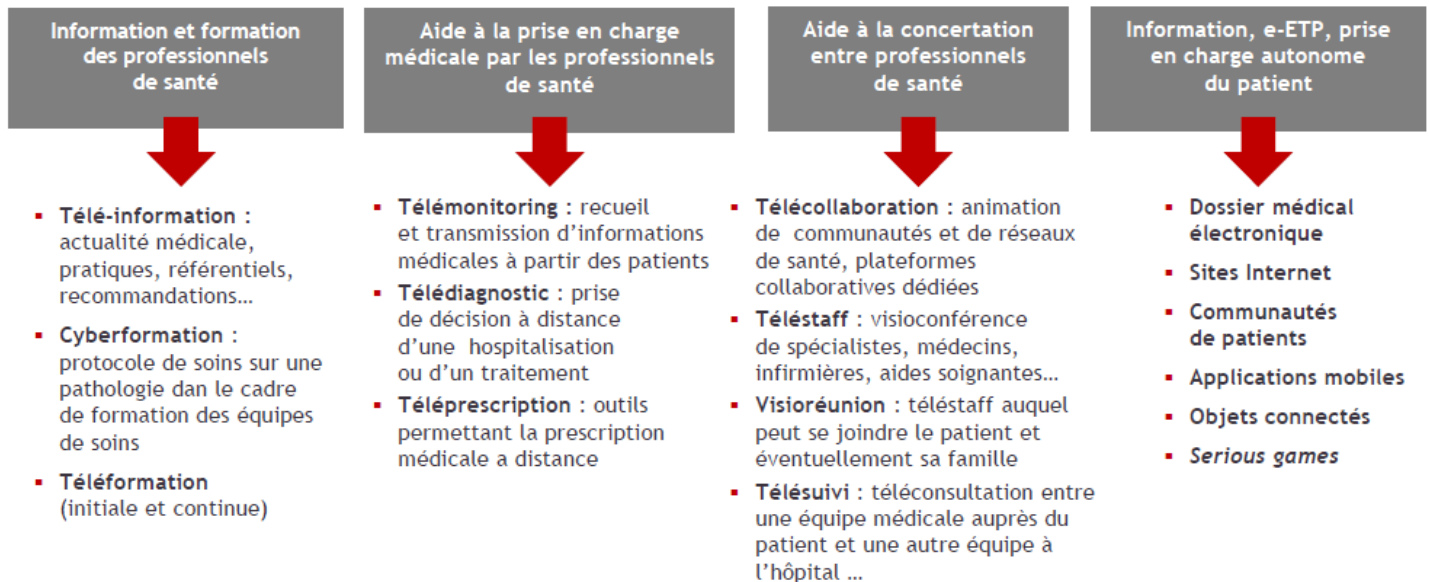 Information et formation
des professionnels
de santé
Télé-information :
actualité médicale,
pratiques, référentiels,
recommandations…
Cyberformation :
protocole de soins sur une
pathologie dan le cadre
de formation des équipes
de soins
Téléformation
(initiale et continue)
Aide à la prise en charge
médicale par les professionnels
de santé
Télémonitoring : recueil
et transmission d’informations
médicales à partir des patients
Télédiagnostic : prise
de décision à distance
d’une hospitalisation
ou d’un traitement
Téléprescription : outils
permettant la prescription
médicale a distance
Aide à la concertation
entre professionnels
de santé
Télécollaboration : animation
de communautés et de réseaux
de santé, plateformes
collaboratives dédiées
Téléstaff : visioconférence
de spécialistes, médecins,
infirmières, aides soignantes…
Visioréunion : téléstaff auquel
peut se joindre le patient et
éventuellement sa famille
Télésuivi : téléconsultation entre
une équipe médicale auprès du
patient et une autre équipe à
l’hôpital …
Information, e-ETP, prise
en charge autonome
du patient
Dossier médical
électronique
Sites Internet
Communautés
de patients
Applications mobiles
Objets connectés
Serious games